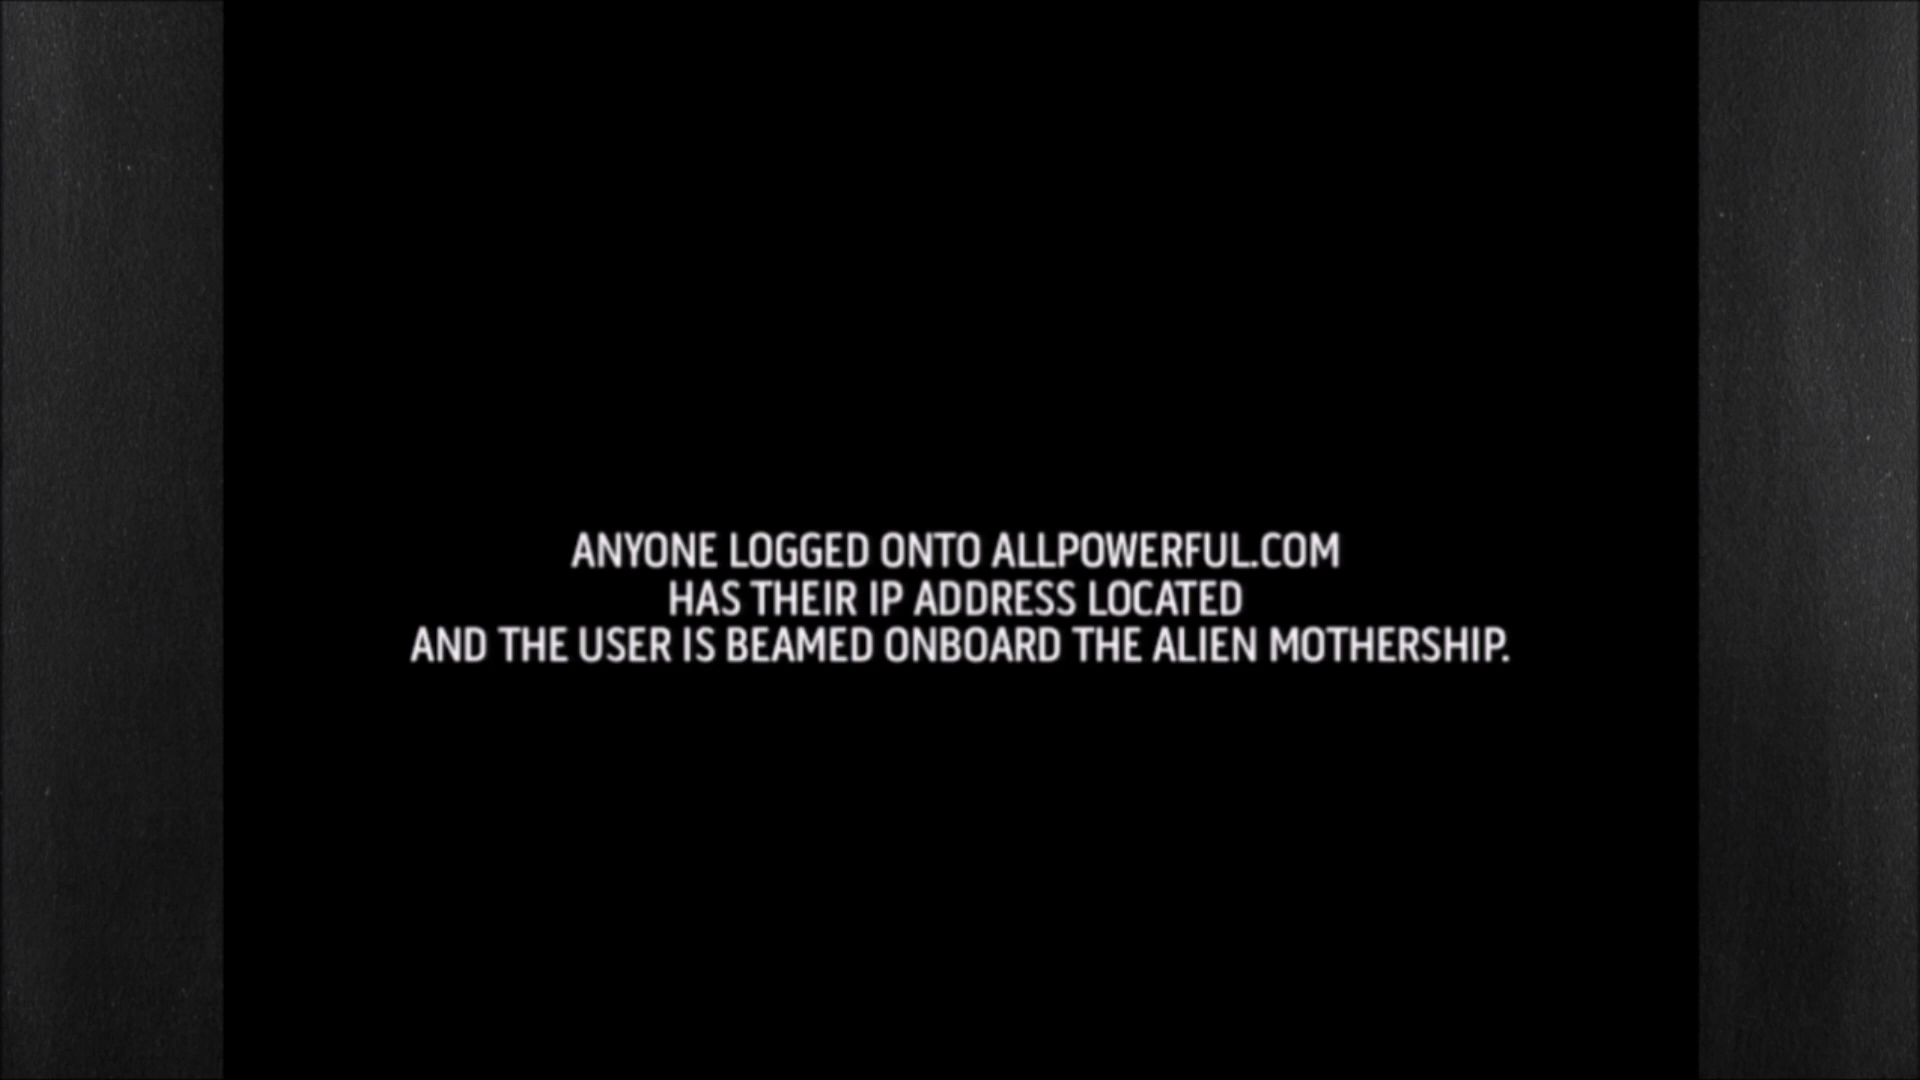 ANYONE LOGGED ONTO ALLPOWERFUL.COM
HAS THEIR IP ADDRESS LOCATED
AND THE USER IS BEAMED ONBOARD THE ALIEN MOTHERSHIP.